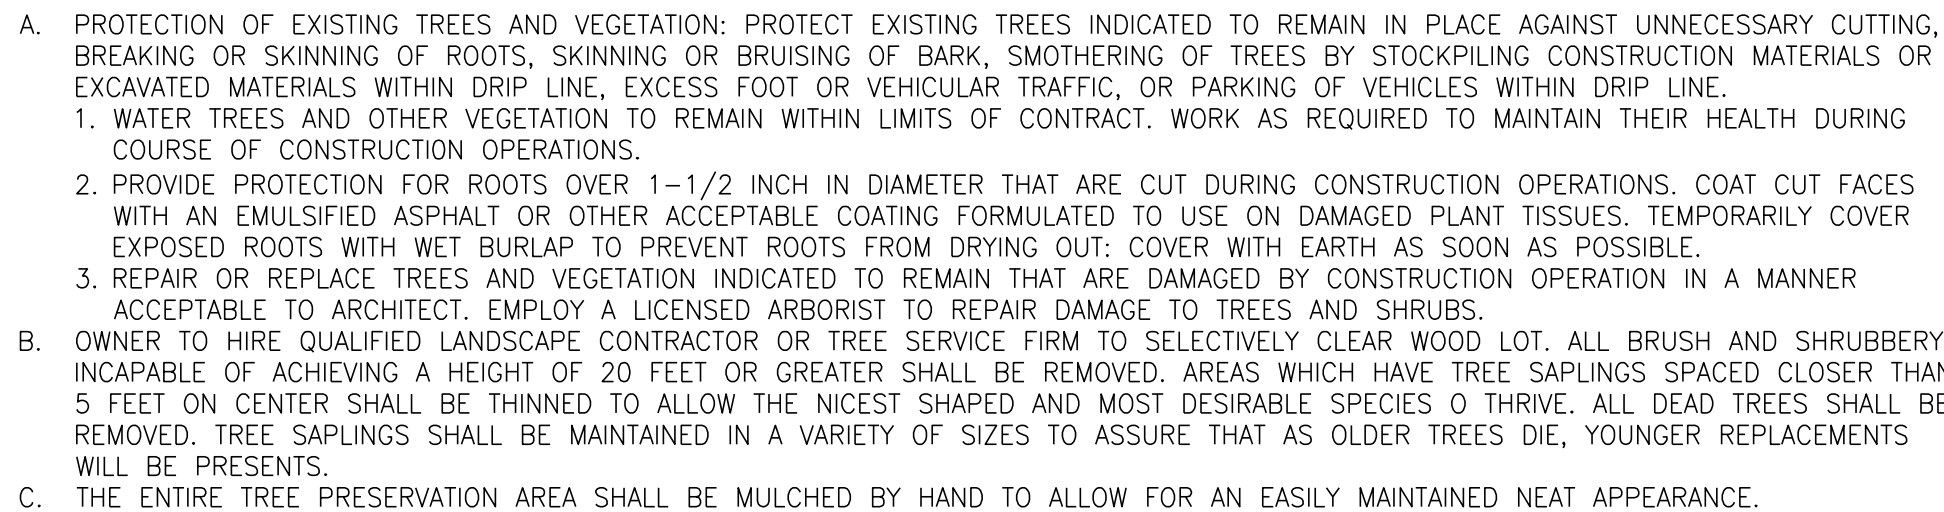 A. PROTECTION OF EXISTING TREES AND VEGETATION: PROTECT EXISTING TREES INDICATED TO REMAIN IN PLACE AGAINST UNNECESSARY CUTTING,
BREAKING OR SKINNING OF ROOTS, SKINNING OR BRUISING OF BARK, SMOTHERING OF TREES BY STOCKPILING CONSTRUCTION MATERIALS OR
EXCAVATED MATERIALS WITHIN DRIP LINE, EXCESS FOOT OR VEHICULAR TRAFFIC, OR PARKING OF VEHICLES WITHIN DRIP LINE.
1. WATER TREES AND OTHER VEGETATION TO REMAIN WITHIN LIMITS OF CONTRACT. WORK AS REQUIRED TO MAINTAIN THEIR HEALTH DURING
COURSE OF CONSTRUCTION OPERATIONS.
2. PROVIDE PROTECTION FOR ROOTS OVER 1-1/2 INCH IN DIAMETER THAT ARE CUT DURING CONSTRUCTION OPERATIONS. COAT CUT FACES
WITH AN EMULSIFIED ASPHALT OR OTHER ACCEPTABLE COATING FORMULATED TO USE ON DAMAGED PLANT TISSUES. TEMPORARILY COVER
EXPOSED ROOTS WITH WET BURLAP TO PREVENT ROOTS FROM DRYING OUT: COVER WITH EARTH AS SOON AS POSSIBLE.
3. REPAIR OR REPLACE TREES AND VEGETATION INDICATED TO REMAIN THAT ARE DAMAGED BY CONSTRUCTION OPERATION IN A MANNER
ACCEPTABLE TO ARCHITECT. EMPLOY A LICENSED ARBORIST TO REPAIR DAMAGE TO TREES AND SHRUBS.
B. OWNER TO HIRE QUALIFIED LANDSCAPE CONTRACTOR OR TREE SERVICE FIRM TO SELECTIVELY CLEAR WOOD LOT. ALL BRUSH AND SHRUBBERY
INCAPABLE OF ACHIEVING A HEIGHT OF 20 FEET OR GREATER SHALL BE REMOVED. AREAS WHICH HAVE TREE SAPLINGS SPACED CLOSER THAN
5 FEET ON CENTER SHALL BE THINNED TO ALLOW THE NICEST SHAPED AND MOST DESIRABLE SPECIES O THRIVE. ALL DEAD TREES SHALL BE
REMOVED. TREE SAPLINGS SHALL BE MAINTAINED IN A VARIETY OF SIZES TO ASSURE THAT AS OLDER TREES DIE, YOUNGER REPLACEMENTS
WILL BE PRESENTS.
C. THE ENTIRE TREE PRESERVATION AREA SHALL BE MULCHED BY HAND TO ALLOW FOR AN EASILY MAINTAINED NEAT APPEARANCE.